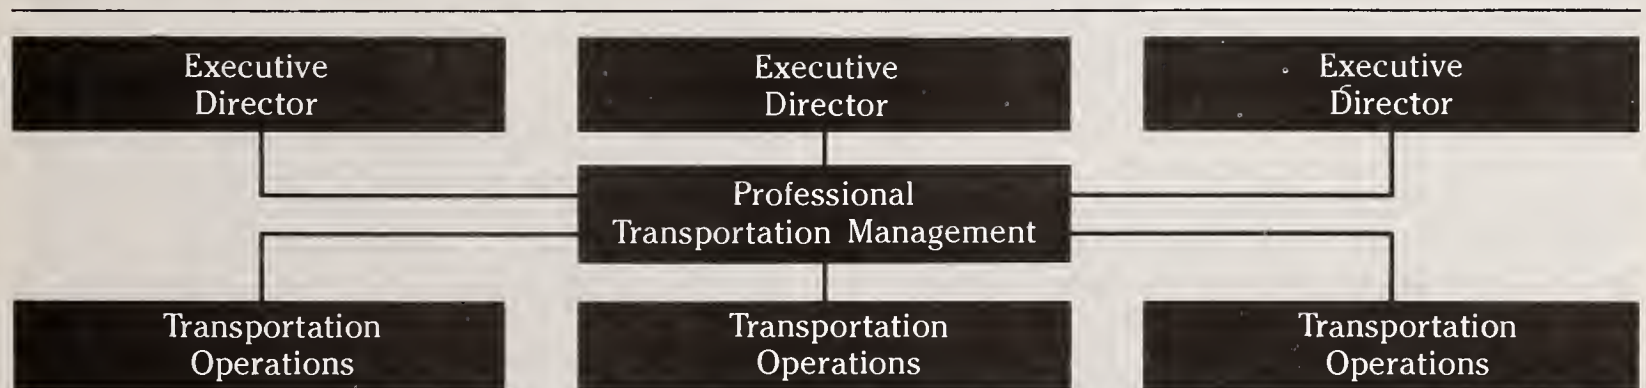 Executive
Director
Executive
Director
Executive
Director
Professional
Transportation Management
Transportation
Operations
Transportation
Operations
Transportation
Operations